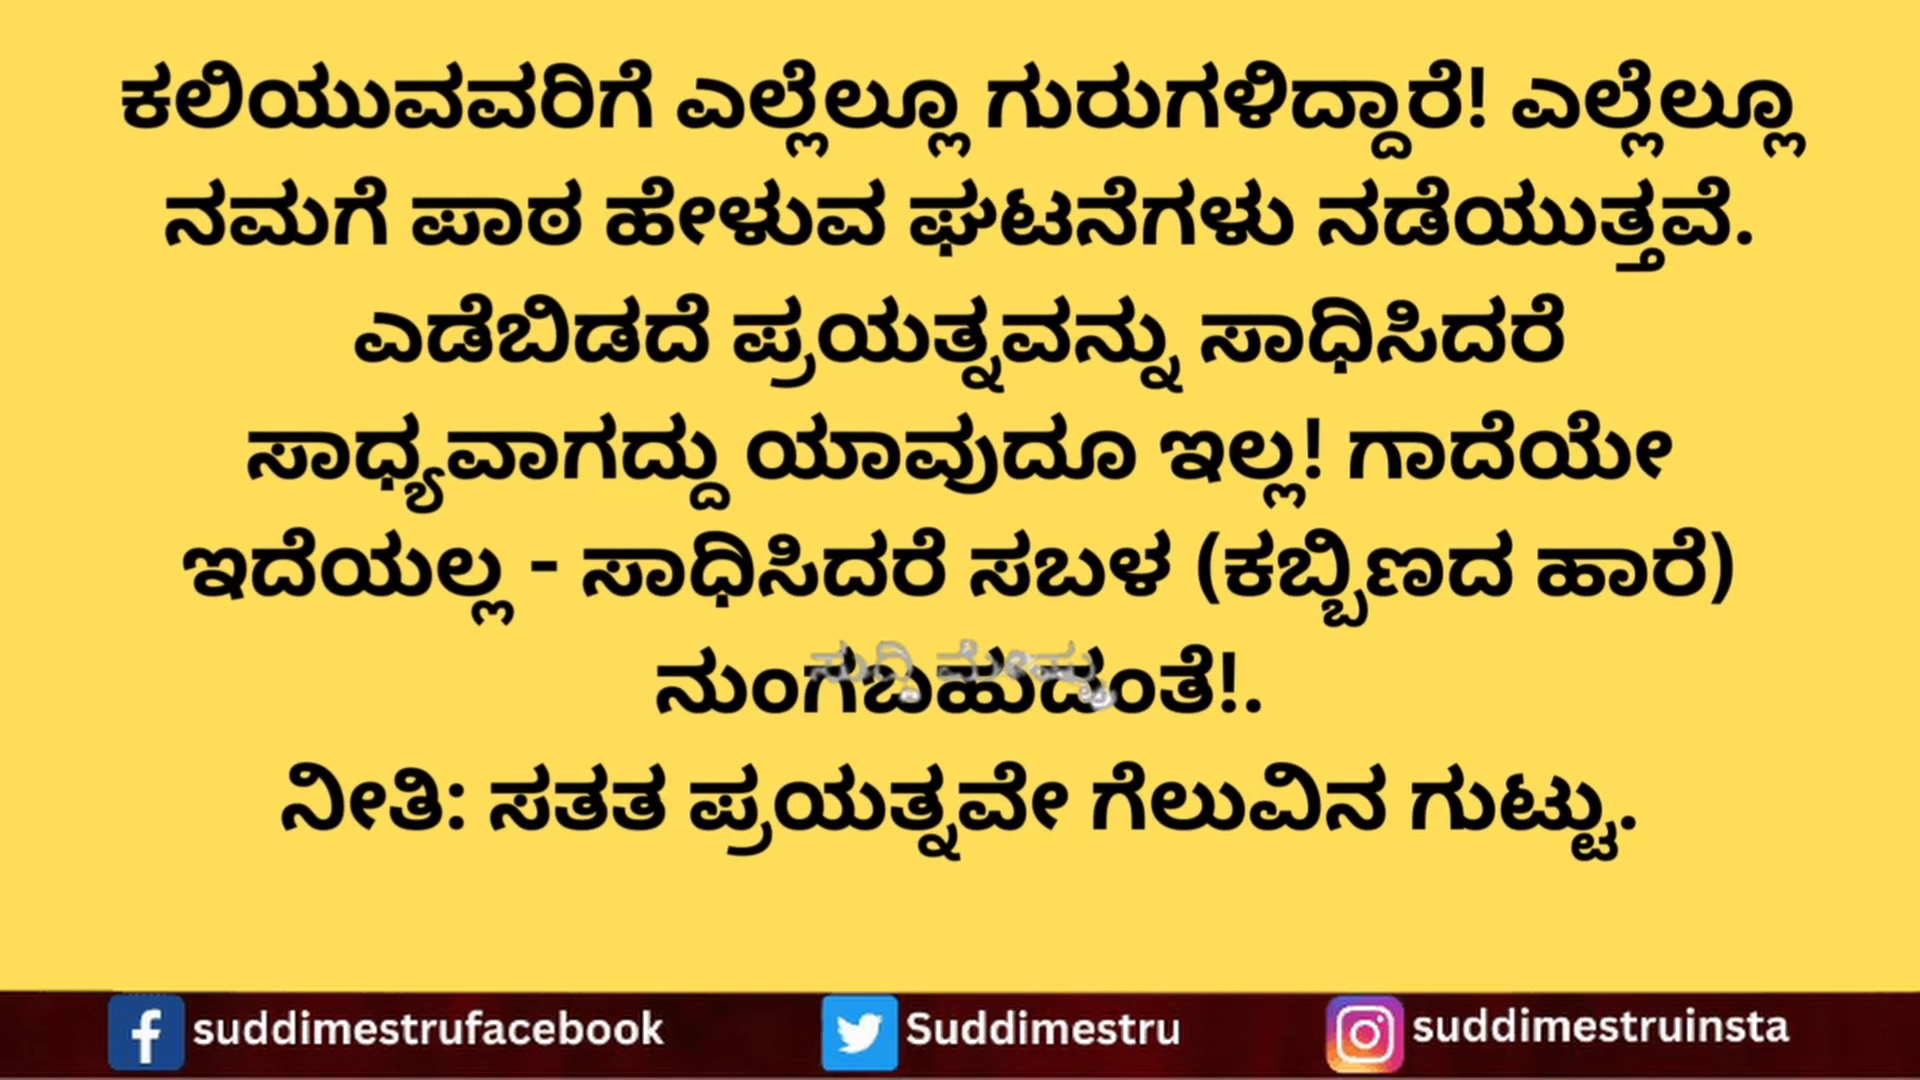 ಕಲಿಯುವವರಿಗೆ ಎಲ್ಲೆಲ್ಲೂ ಗುರುಗಳಿದ್ದಾರೆ! ಎಲ್ಲೆಲ್ಲೂ
ನಮಗೆ ಪಾಠ ಹೇಳುವ ಘಟನೆಗಳು ನಡೆಯುತ್ತವೆ.
ಎಡೆಬಿಡದೆ ಪ್ರಯತ್ನವನ್ನು ಸಾಧಿಸಿದರೆ
ಸಾಧ್ಯವಾಗದ್ದು ಯಾವುದೂ ಇಲ್ಲ! ಗಾದೆಯೇ
ಇದೆಯಲ್ಲ - ಸಾಧಿಸಿದರೆ ಸಬಳ (ಕಬ್ಬಿಣದ ಹಾರೆ)
ನುಂಗಬಹುದಂತೆ!.
ಸುದ್ದಿ ಮೇಷ್ಟ್ರು
ನೀತಿ: ಸತತ ಪ್ರಯತ್ನವೇ ಗೆಲುವಿನ ಗುಟ್ಟು.
suddimestrufacebook Suddimestru suddimestruinsta